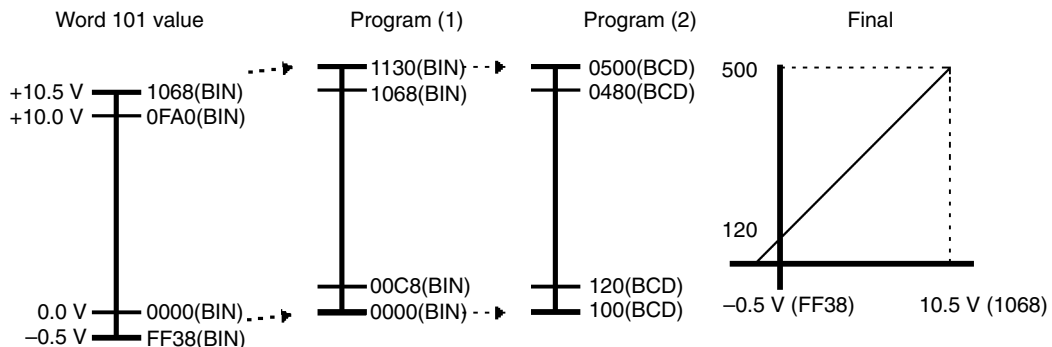 Word 101 value
Program (1)
Program (2)
Final
+10.5 V
1068(BIN)
+10.0 V
0FA0(BIN)
0.0 V
0000(BIN)
–0.5 V
FF38(BIN)
1130(BIN)
1068(BIN)
00C8(BIN)
0000(BIN)
0500(BCD)
0480(BCD)
120(BCD)
100(BCD)
500
120
–0.5 V (FF38)
10.5 V (1068)